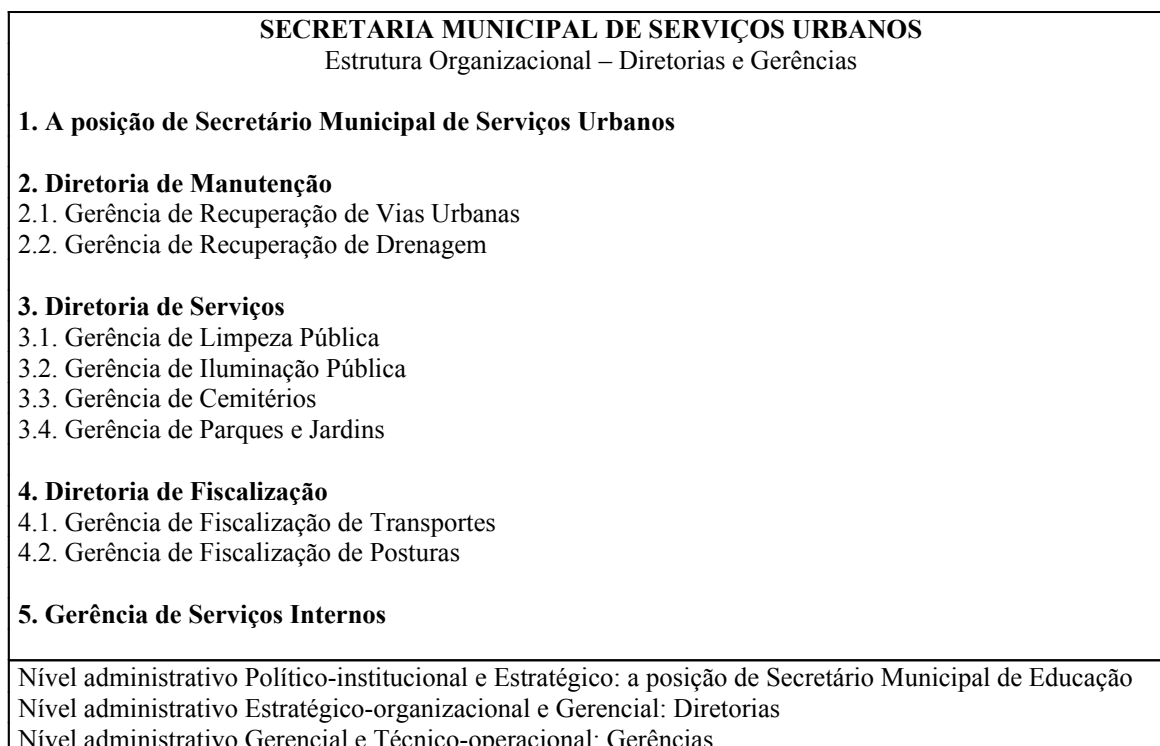 SECRETARIA MUNICIPAL DE SERVIÇOS URBANOS
Estrutura Organizacional – Diretorias e Gerências
1. A posição de Secretário Municipal de Serviços Urbanos
2. Diretoria de Manutenção
2.1. Gerência de Recuperação de Vias Urbanas
2.2. Gerência de Recuperação de Drenagem
3. Diretoria de Serviços
3.1. Gerência de Limpeza Pública
3.2. Gerência de Iluminação Pública
3.3. Gerência de Cemitérios
3.4. Gerência de Parques e Jardins
4. Diretoria de Fiscalização
4.1. Gerência de Fiscalização de Transportes
4.2. Gerência de Fiscalização de Posturas
5. Gerência de Serviços Internos
Nível administrativo Político-institucional e Estratégico: a posição de Secretário Municipal de Educação
Nível administrativo Estratégico-organizacional e Gerencial: Diretorias
Nível administrativo Gerencial e Técnico-operacional: Gerências